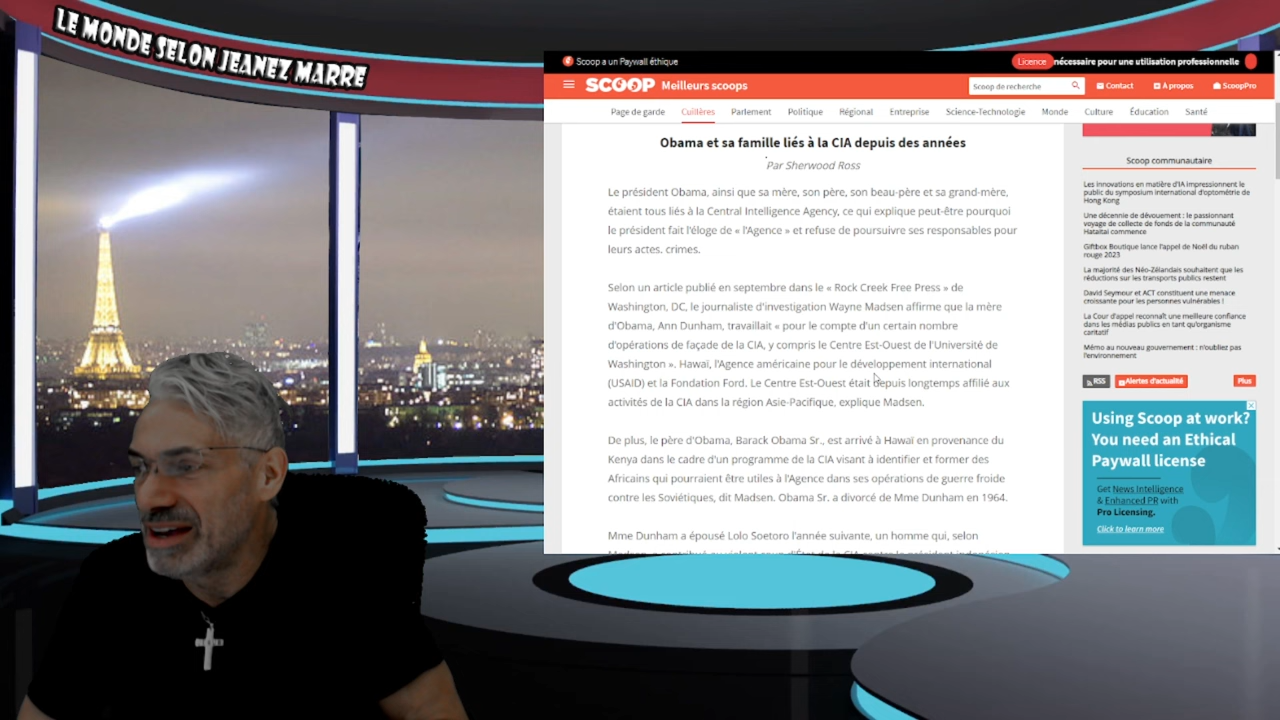 LE MONDE SELON JEANEZ MARRE
Scoop a un Paywall éthique
Licence nécessaire pour une utilisation professionnelle
SCOOP Meilleurs scoops
Scoop de recherche
Contact
À propos
ScoopPro
Page de garde Cuillères Parlement Politique Régional Entreprise Science-Technologie Monde Culture Éducation Santé
Obama et sa famille liés à la CIA depuis des années
Par Sherwood Ross
Le président Obama, ainsi que sa mère, son père, son beau-père et sa grand-mère,
étaient tous liés à la Central Intelligence Agency, ce qui explique peut-être pourquoi
le président fait l'éloge de « l'Agence » et refuse de poursuivre ses responsables pour
leurs actes. crimes.
Selon un article publié en septembre dans le « Rock Creek Free Press » de
Washington, DC, le journaliste d'investigation Wayne Madsen affirme que la mère
d'Obama, Ann Dunham, travaillait « pour le compte d'un certain nombre
d'opérations de façade de la CIA, y compris le Centre Est-Ouest de l'Université de
Washington ». Hawaï, l'Agence américaine pour le développement international
(USAID) et la Fondation Ford. Le Centre Est-Ouest était depuis longtemps affilié aux
activités de la CIA dans la région Asie-Pacifique, explique Madsen.
De plus, le père d'Obama, Barack Obama Sr., est arrivé à Hawaï en provenance du
Kenya dans le cadre d'un programme de la CIA visant à identifier et former des
Africains qui pourraient être utiles à l'Agence dans ses opérations de guerre froide
contre les Soviétiques, dit Madsen. Obama Sr. a divorcé de Mme Dunham en 1964.
Mme Dunham a épousé Lolo Soetoro l'année suivante, un homme qui, selon
Scoop communautaire
Les innovations en matière d'IA impressionnent le
public du symposium international d'optométrie de
Hong Kong
Une décennie de dévouement : le passionnant
voyage de collecte de fonds de la communauté
Hataitai commence
Giftbox Boutique lance l'appel de Noël du ruban
rouge 2023
La majorité des Néo-Zélandais souhaitent que les
réductions sur les transports publics restent
David Seymour et ACT constituent une menace
croissante pour les personnes vulnérables !
La Cour d'appel reconnaît une meilleure confiance
dans les médias publics en tant qu'organisme
caritatif
Mémo au nouveau gouvernement : n'oubliez pas
l'environnement
RSS
Alertes d'actualité
Plus
Using Scoop at work?
You need an Ethical
Paywall license
Get News Intelligence
& Enhanced PR with
Pro Licensing.
Click to learn more